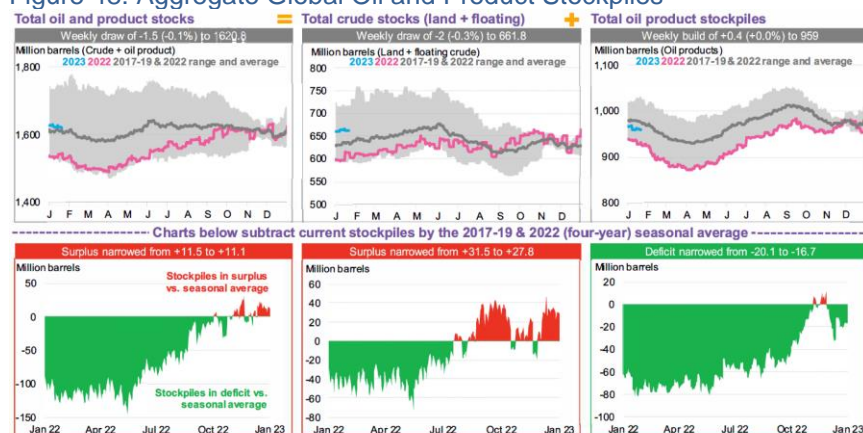 Figure 43. Aggregate Global Oil and Product Stockpiles
Total oil and product stocks
=
Total crude stocks (land + floating)
+
Total oil product stockpiles
Weekly draw of -1.5 (-0.1%) to 1620.8
Weekly draw of -2 (-0.3%) to 661.8
Weekly build of +0.4 (+0.0%) to 959
Million barrels (Crude + oil product)
2023 2022 2017-19 & 2022 range and average
1,800
1,600
1,400
J F M A M J J A S O N D
Million barrels (Land + floating crude)
2023 2022 2017-19 & 2022 range and average
800
750
700
650
600
550
500
J F M A M J J A S O N D
Million barrels (Oil products)
2023 2022 2017-19 & 2022 range and average
1,100
1,000
900
800
J F M A M J J A S O N D
Charts below subtract current stockpiles by the 2017-19 & 2022 (four-year) seasonal average
Surplus narrowed from +11.5 to +11.1
Surplus narrowed from +31.5 to +27.8
Deficit narrowed from -20.1 to -16.7
Million barrels
50
0
-50
-100
-150
Stockpiles in surplus
vs. seasonal average
Stockpiles in deficit vs.
seasonal average
Jan 22 Apr 22 Jul 22 Oct 22 Jan 23
Million barrels
60
40
20
0
-20
-40
-60
-80
Jan 22 Apr 22 Jul 22 Oct 22 Jan 23
Million barrels
20
0
-20
-40
-60
-80
-100
Jan 22 Apr 22 Jul 22 Oct 22 Jan 23